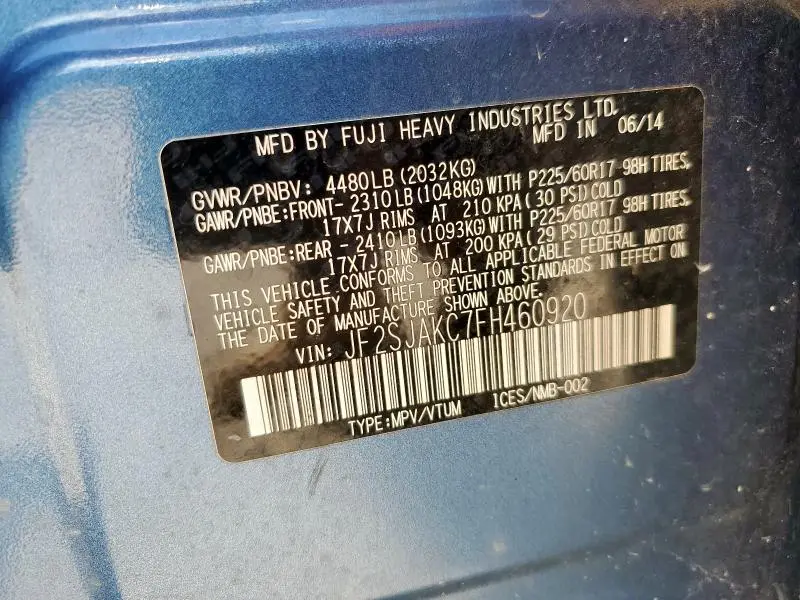 MFD BY FUJI HEAVY INDUSTRIES LTD.
MFD IN 06/14
GVWR/PNBV: 4480LB (2032KG)
GAWR/PNBE:FRONT- 2310LB (1048KG) WITH P225/60R17 98H TIRES,
17X7J RIMS AT 210 KPA (30 PSI) COLD
GAWR/PNBE:REAR - 2410LB (1093KG) WITH P225/60R17 98H TIRES,
17X7J RIMS AT 200 KPA (29 PSI) COLD
THIS VEHICLE CONFORMS TO ALL APPLICABLE FEDERAL MOTOR
VEHICLE SAFETY AND THEFT PREVENTION STANDARDS IN EFFECT ON
THE DATE OF MANUFACTURE SHOWN ABOVE.
VIN: JF2SJAKC7FH460920
TYPE:MPV/VTUM ICES/NMB-002